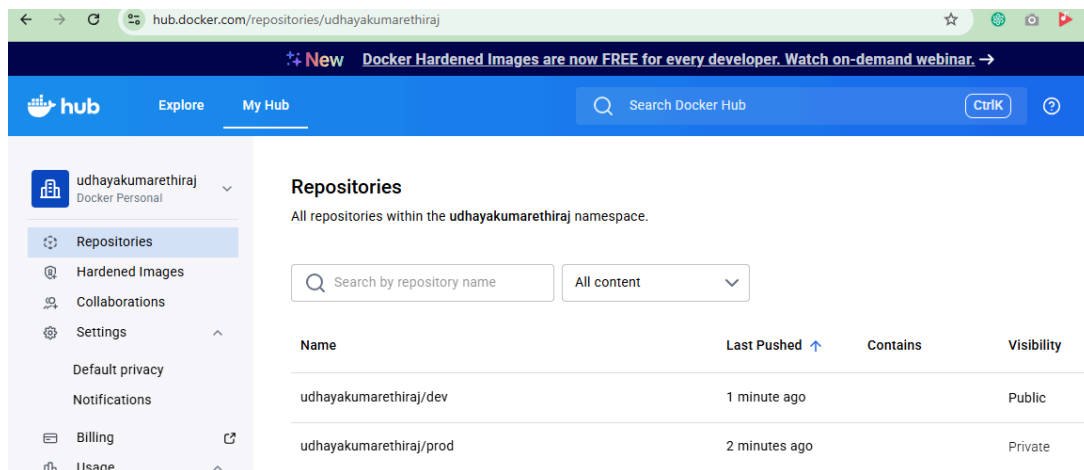 hub.docker.com/repositories/udhayakumarethiraj
New Docker Hardened Images are now FREE for every developer. Watch on-demand webinar. →
hub Explore My Hub Search Docker Hub CtrlK ?
udhayakumarethiraj
Docker Personal
Repositories
Hardened Images
Collaborations
Settings
Default privacy
Notifications
Billing
Usage
Repositories
All repositories within the udhayakumarethiraj namespace.
Search by repository name All content
Name Last Pushed ↑ Contains Visibility
udhayakumarethiraj/dev 1 minute ago Public
udhayakumarethiraj/prod 2 minutes ago Private